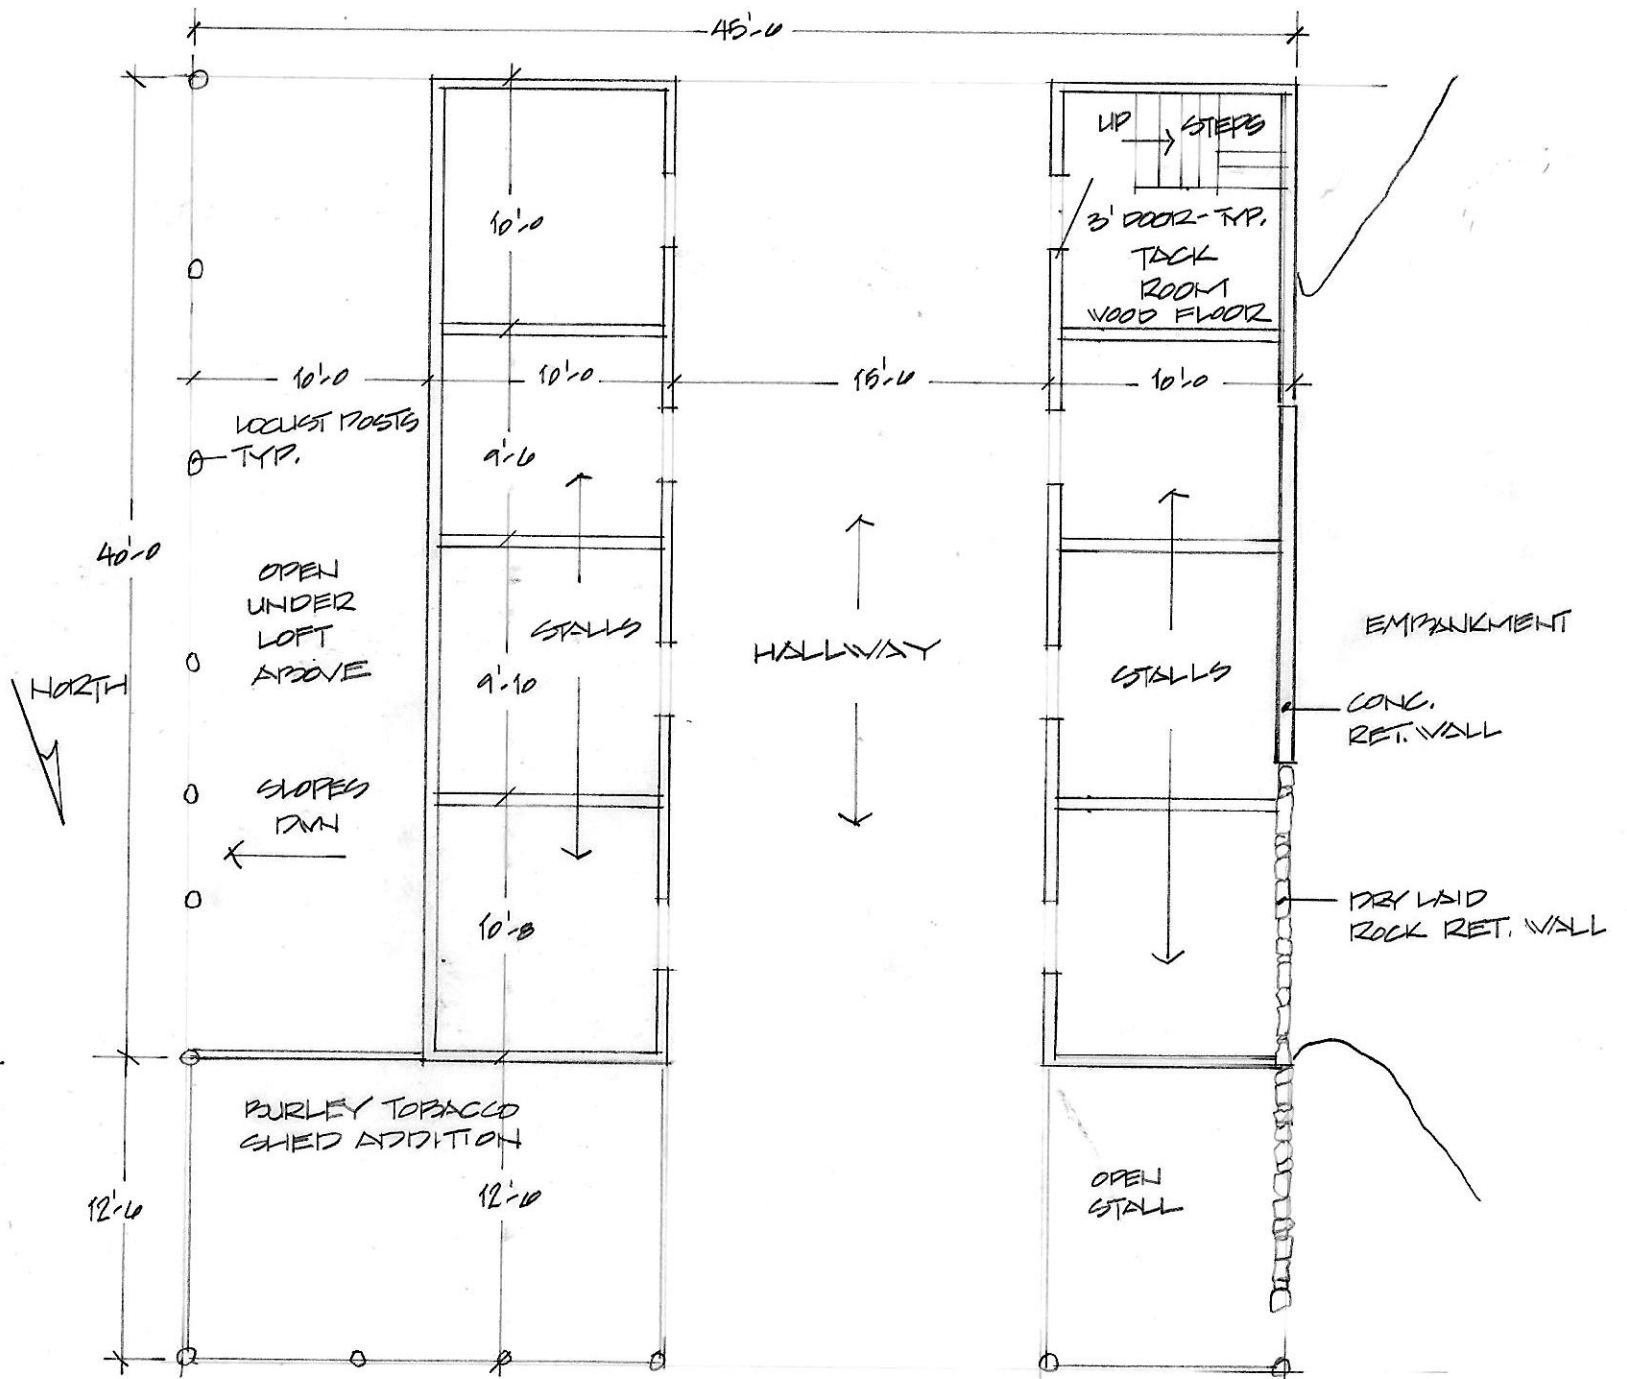 45'-6
UP
STEPS
10'-0
3' DOOR-TYP.
TACK
ROOM
WOOD FLOOR
10'-0
10'-0
15'-6
10'-0
LOCUST POSTS
TYP.
9'-6
40'-0
OPEN
UNDER
LOFT
ABOVE
STALLS
HALLWAY
STALLS
EMBANKMENT
NORTH
9'-10
CONC.
RET. WALL
SLOPES
DWN
10'-8
DRY LAID
ROCK RET. WALL
BURLEY TOBACCO
SHED ADDITION
12'-6
12'-6
OPEN
STALL